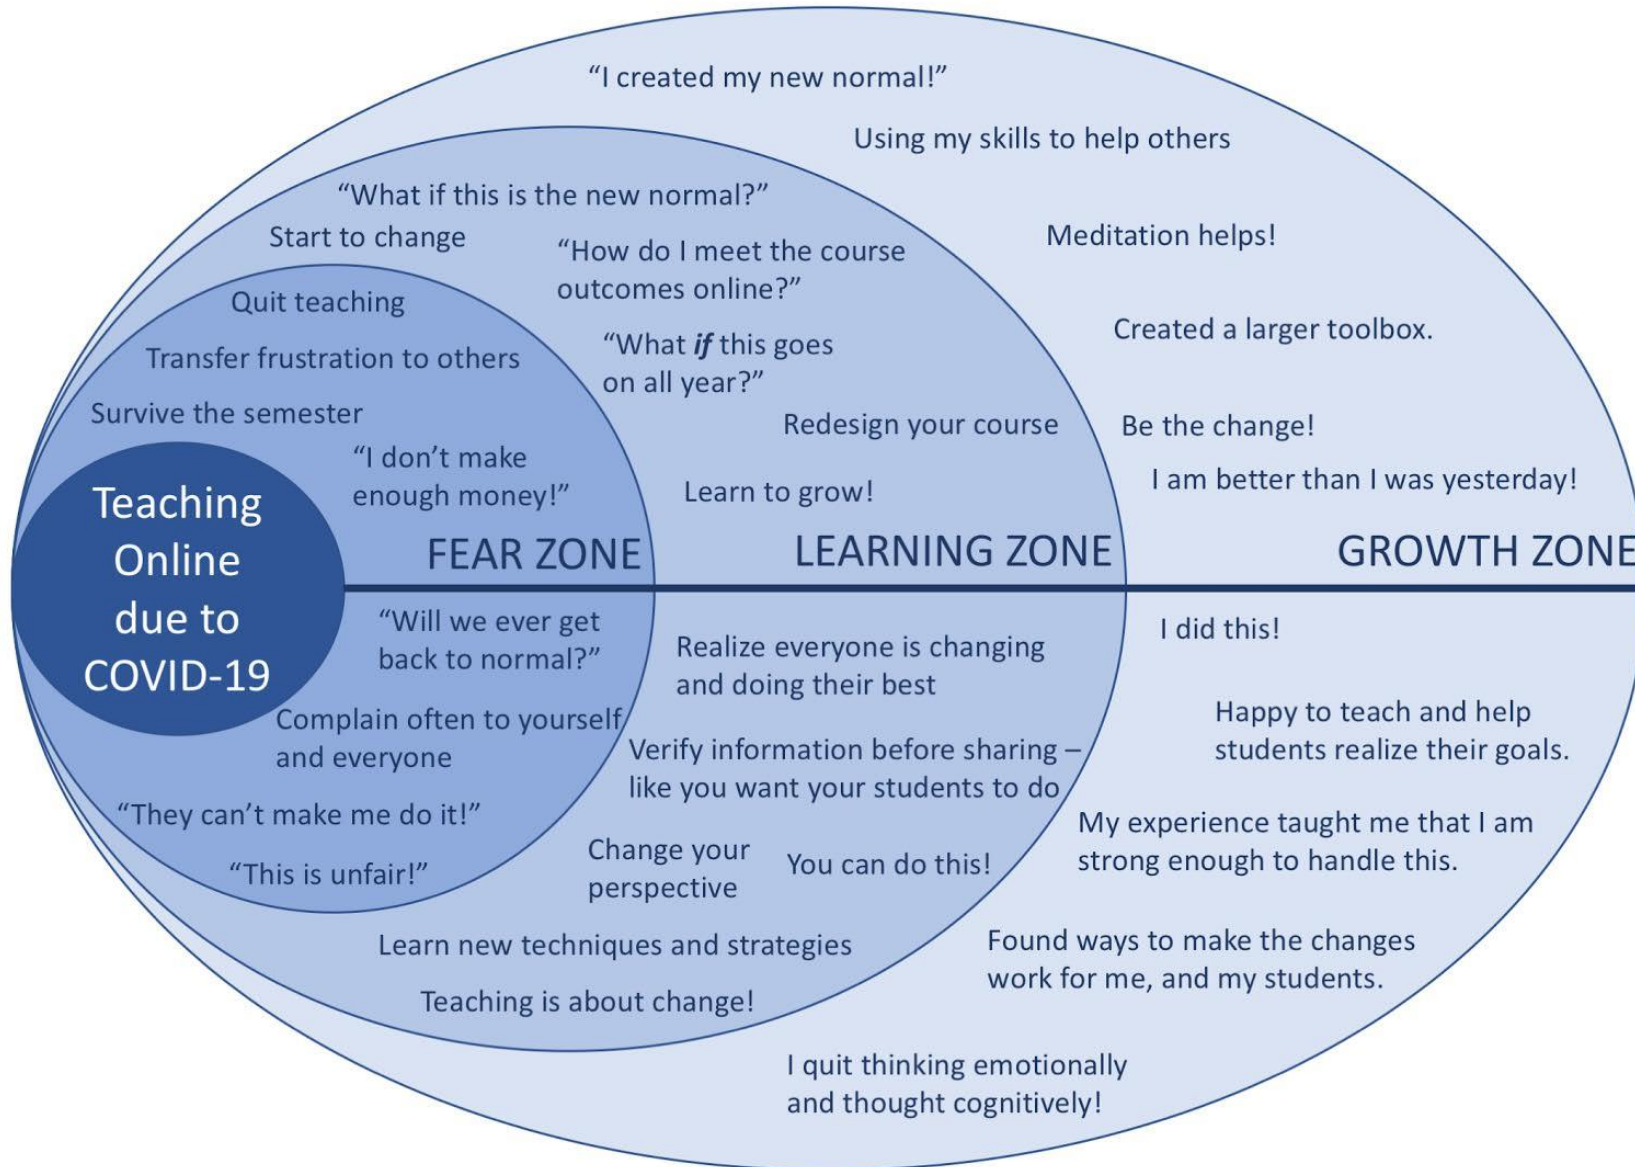 “I created my new normal!”
Using my skills to help others
“What if this is the new normal?”
Start to change
“How do I meet the course
outcomes online?”
Meditation helps!
Quit teaching
Created a larger toolbox.
Transfer frustration to others
“What if this goes
on all year?”
Survive the semester
Redesign your course
Be the change!
“I don’t make
enough money!”
Learn to grow!
I am better than I was yesterday!
Teaching
Online
due to
COVID-19
FEAR ZONE
LEARNING ZONE
GROWTH ZONE
“Will we ever get
back to normal?”
Realize everyone is changing
and doing their best
I did this!
Complain often to yourself
and everyone
Verify information before sharing –
like you want your students to do
Happy to teach and help
students realize their goals.
“They can’t make me do it!”
My experience taught me that I am
strong enough to handle this.
“This is unfair!”
Change your
perspective
You can do this!
Learn new techniques and strategies
Found ways to make the changes
work for me, and my students.
Teaching is about change!
I quit thinking emotionally
and thought cognitively!